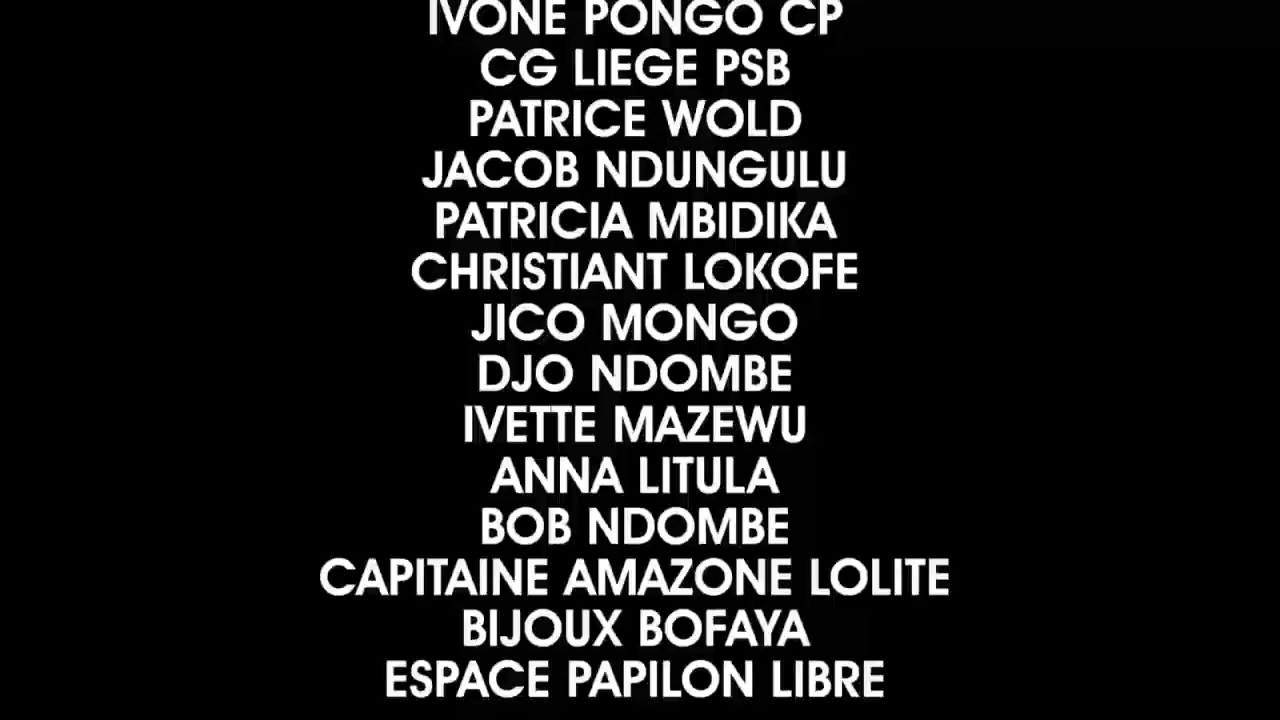 IVONE PONGO CP
CG LIEGE PSB
PATRICE WOLD
JACOB NDUNGULU
PATRICIA MBIDIKA
CHRISTIANT LOKOFE
JICO MONGO
DJO NDOMBE
IVETTE MAZEWU
ANNA LITULA
BOB NDOMBE
CAPITAINE AMAZONE LOLITE
BIJOUX BOFAYA
ESPACE PAPILON LIBRE